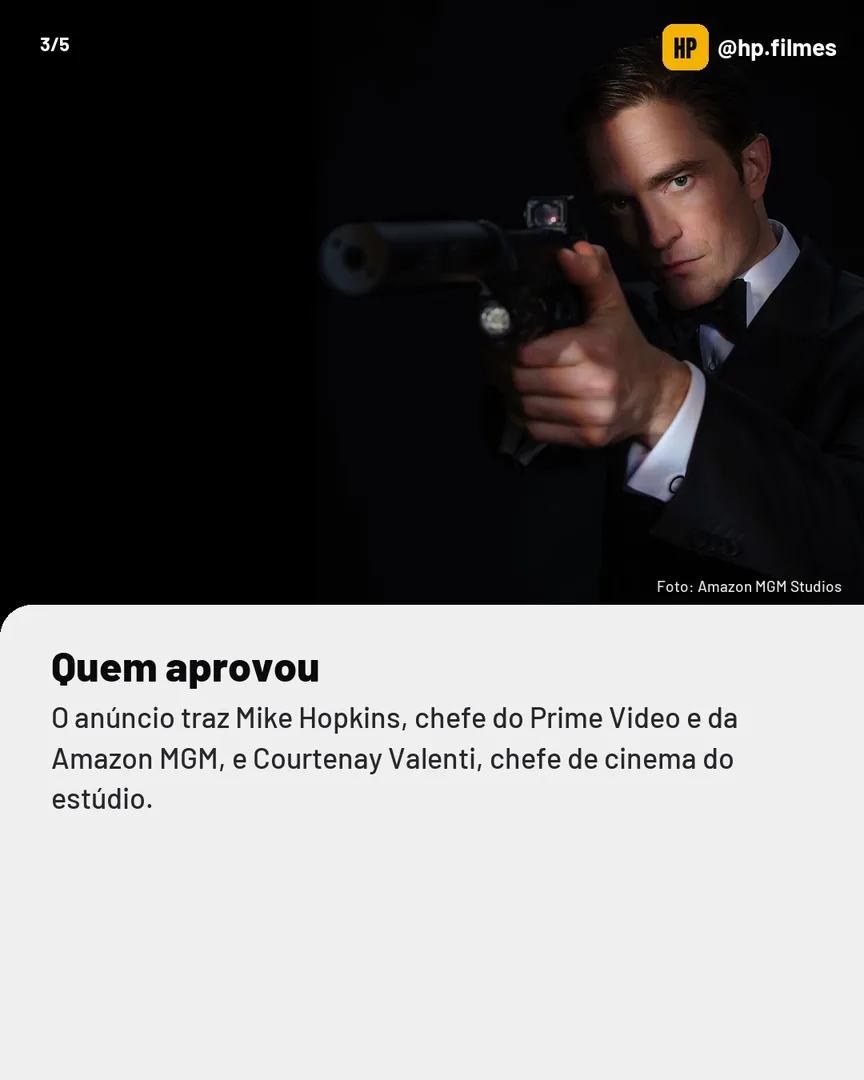 3/5
HP @hp.filmes
Foto: Amazon MGM Studios
Quem aprovou
O anúncio traz Mike Hopkins, chefe do Prime Video e da
Amazon MGM, e Courtenay Valenti, chefe de cinema do
estúdio.